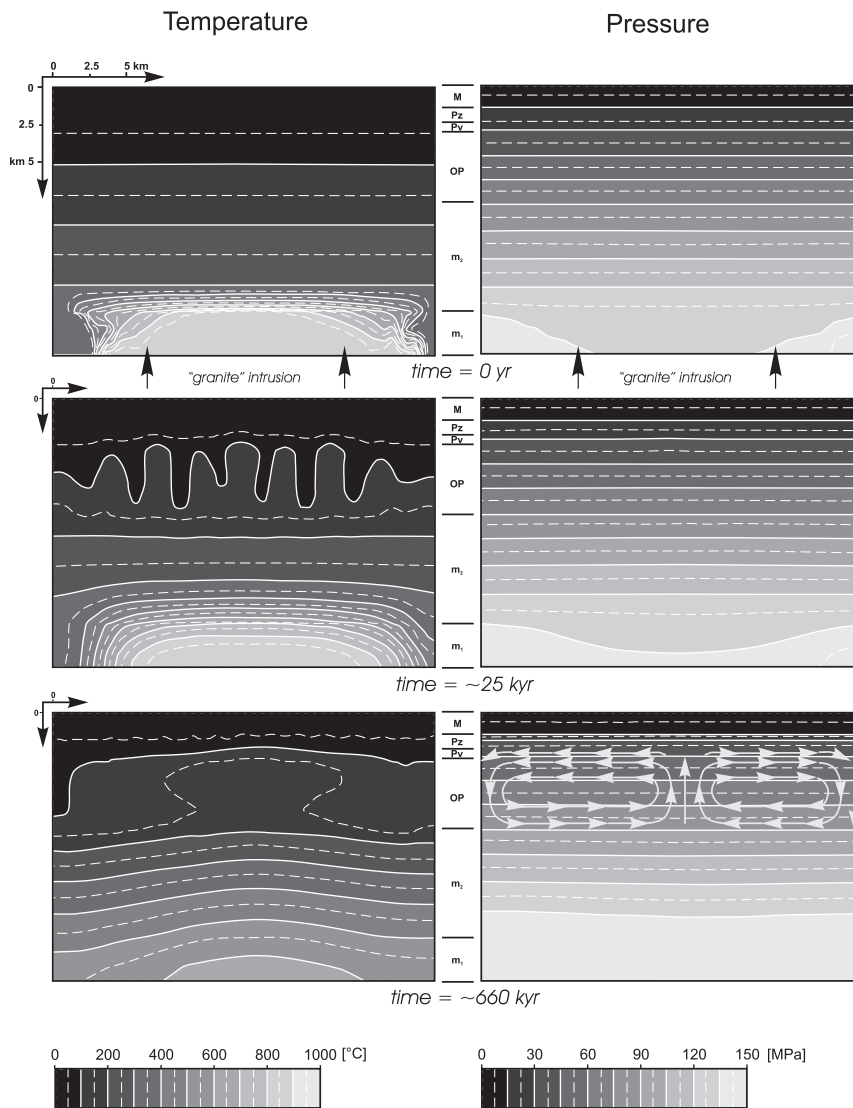 Temperature
Pressure
0 2.5 5 km
0
2.5
km 5
M
Pz
Pv
OP
m₂
m₁
"granite" intrusion
time = 0 yr
"granite" intrusion
0
0
M
Pz
Pv
OP
m₂
m₁
time = ~25 kyr
0
0
M
Pz
Pv
OP
m₂
m₁
time = ~660 kyr
0 200 400 600 800 1000 [°C]
0 30 60 90 120 150 [MPa]